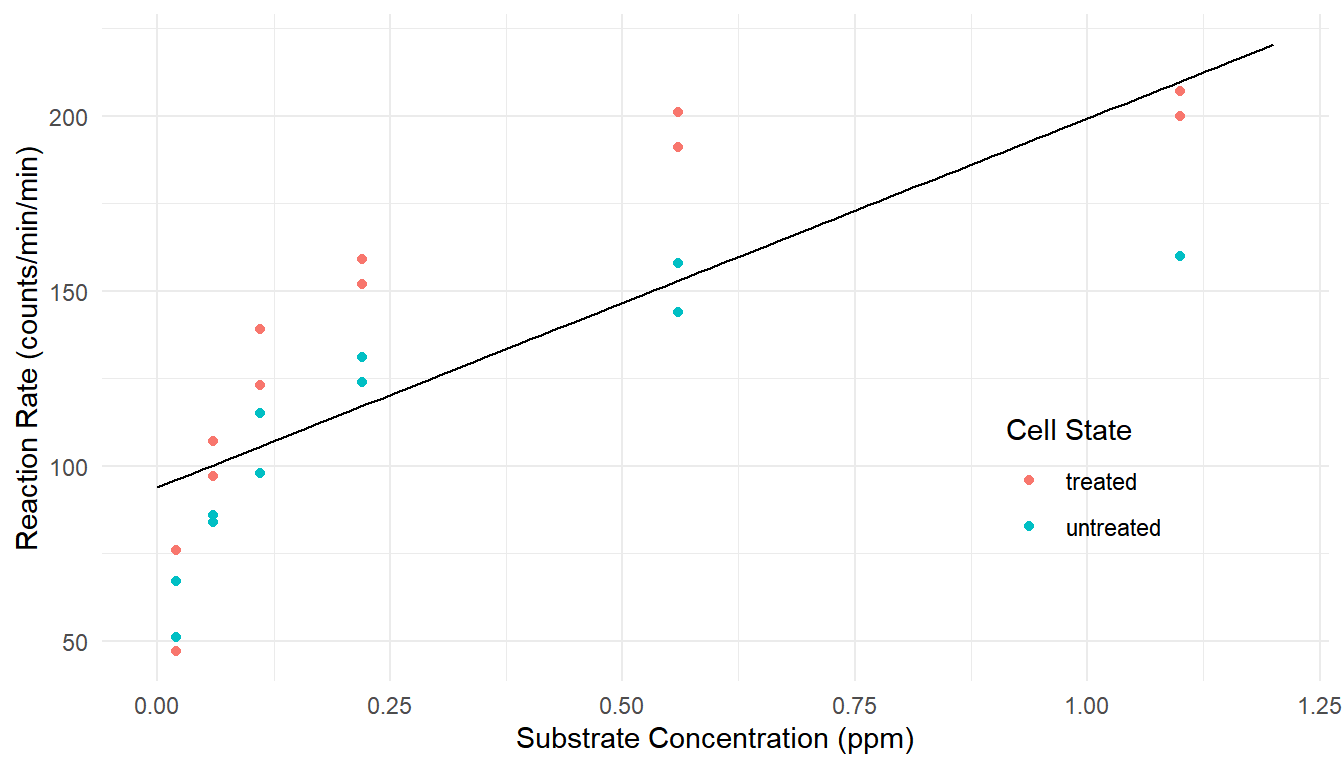 Reaction Rate (counts/min/min)
200
150
100
50
Cell State
treated
untreated
0.00 0.25 0.50 0.75 1.00 1.25
Substrate Concentration (ppm)